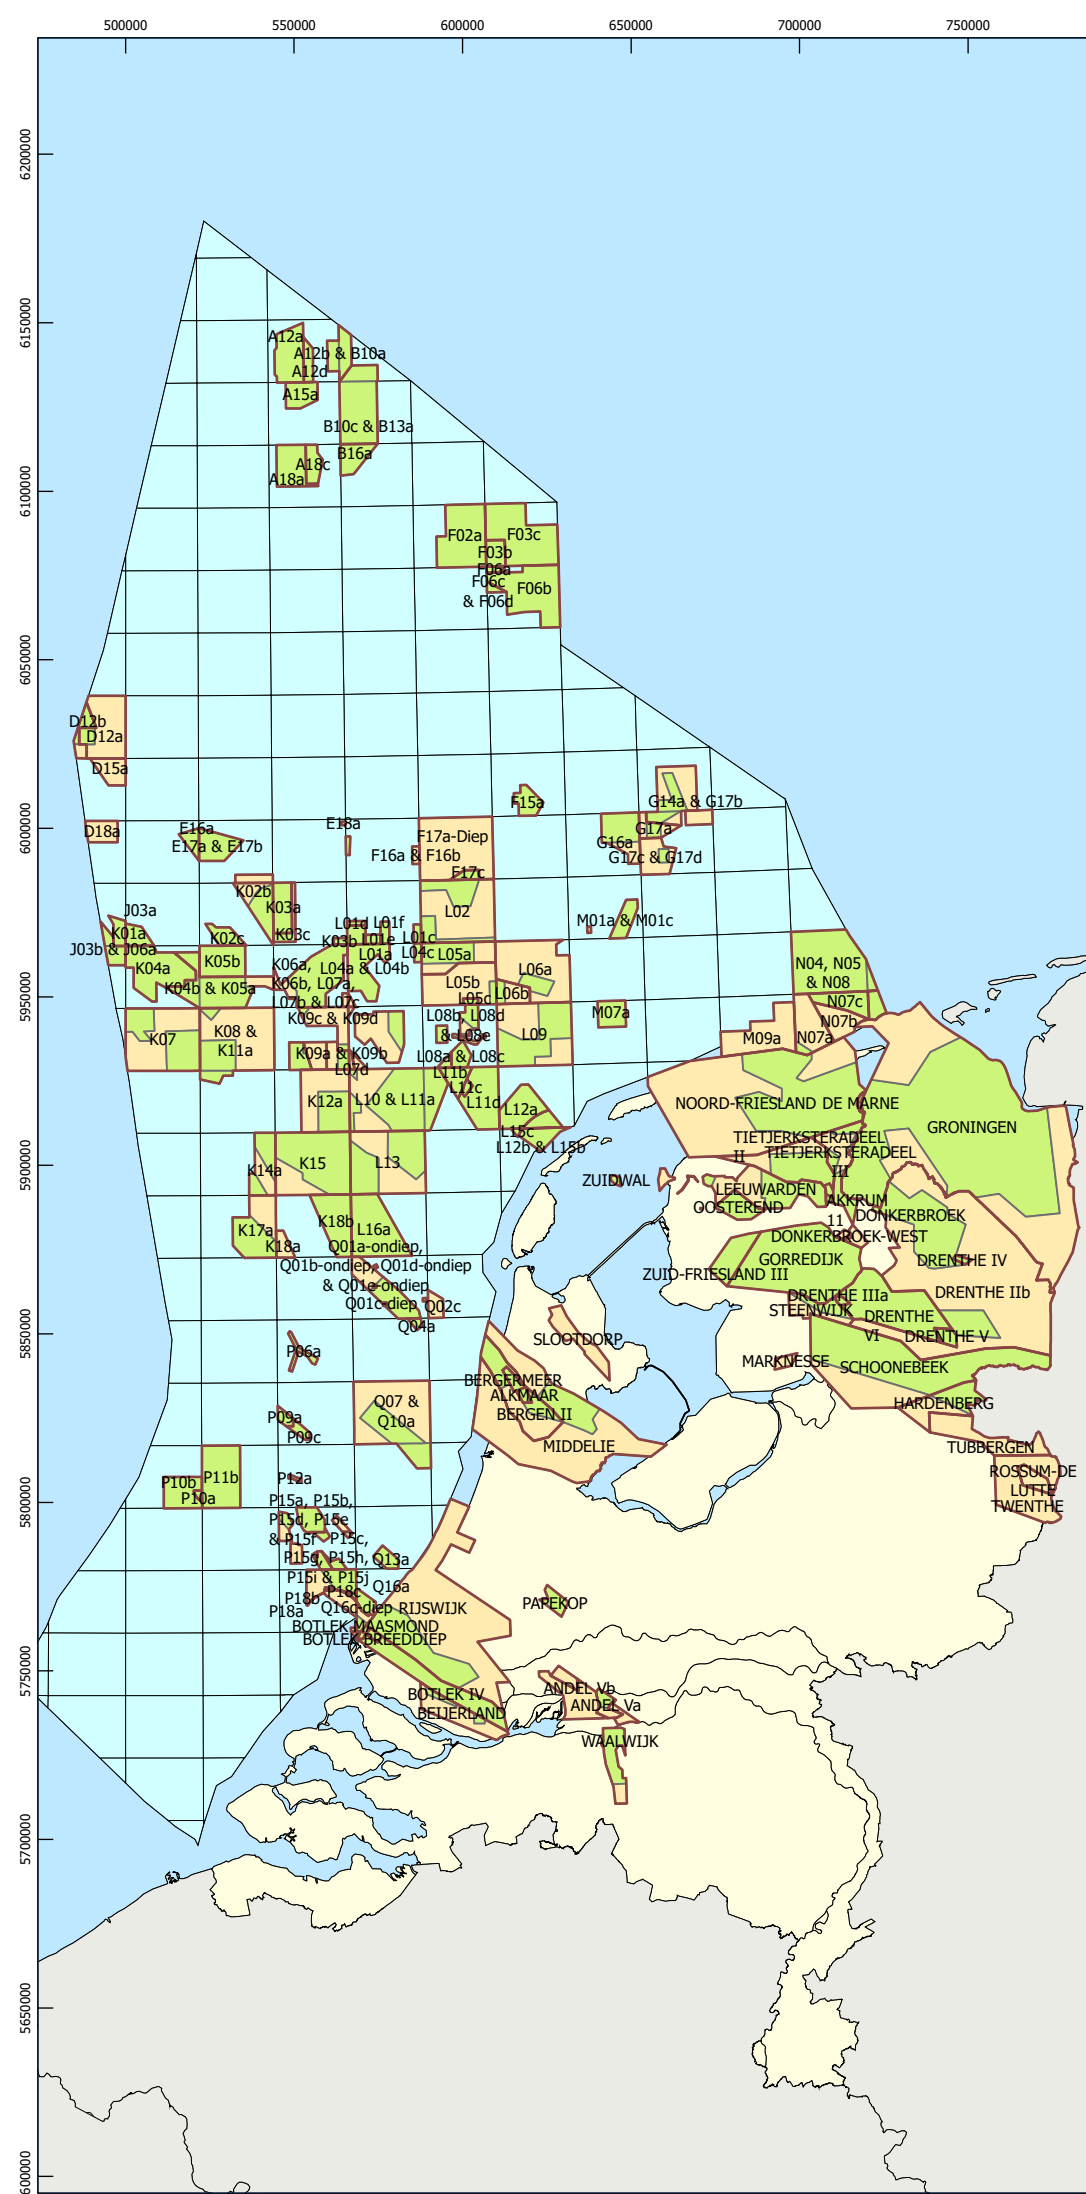 500000
550000
600000
650000
700000
750000
6200000
6150000
6100000
6050000
6000000
5950000
5900000
5850000
5800000
5750000
5700000
5650000
5600000
A12a
A12b & B10a
A12d
A15a
B10c & B13a
B16a
A18c
A18a
F02a
F03c
F03b
F06a
F06c
& F06d
F06b
D12b
D12a
D15a
D18a
E16a
E17a & E17b
E18a
F15a
F17a-Diep
F16a & F16b
F17c
G14a & G17b
G17a
G16a
G17c & G17d
K02b
K03a
K03c
K02c
J03a
K01a
J03b & J06a
K04a
K05b
K04b & K05a
L01d
L01f
K03b
L01e
L01c
L01a
L04c
L05a
L02
M01a & M01c
K06a,
L04a & L04b
K06b, L07a,
L07b & L07c
L05b
L05c
L06a
L06b
N04, N05
& N08
N07c
N07b
N07a
M09a
M07a
K07
K08 &
K11a
K09c & K09d
K09a & K09b
L07d
L08b
L08d
& L08e
L08a & L08c
L09
L11b
L11c
L11d
K12a
L10 & L11a
L12a
L15c
L12b & L15b
K14a
K15
L13
K17a
K18a
K18b
L16a
Q01a-ondiep,
Q01b-ondiep, Q01d-ondiep
& Q01e-ondiep
Q01c-diep
Q02c
Q04a
P06a
Q07 &
Q10a
P09a
P09c
P10b
P10a
P11b
P12a
P15a, P15b,
P15d, P15e
& P15f
P15c,
P15g, P15h,
P15i & P15j
Q13a
Q16a
P18c
P18b
P18a
Q16c-diep
RIJSWIJK
BOTLEK MAASMOND
BOTLEK BREEDDIEP
BOTLEK IV
BEIJERLAND
ANDEL Vb
ANDEL Va
WAALWIJK
PAPEKOP
NOORD-FRIESLAND
DE MARNE
GRONINGEN
TIETJERKSTERADEEL
II
TIETJERKSTERADEEL
III
ZUIDWAL
LEEUWARDEN
OOSTEREND
AKKRUM
11
DONKERBROEK
DONKERBROEK-WEST
GORREDIJK
ZUID-FRIESLAND III
DRENTHE IV
DRENTHE IIb
DRENTHE IIIa
STEENWIJK
DRENTHE
VI
DRENTHE V
MARKNESSE
SCHOONEBEEK
HARDENBERG
SLOOTDORP
BERGERMEER
ALKMAAR
BERGEN II
MIDDELIE
TUBBERGEN
ROSSUM-DE
LUTTE
TWENTHE